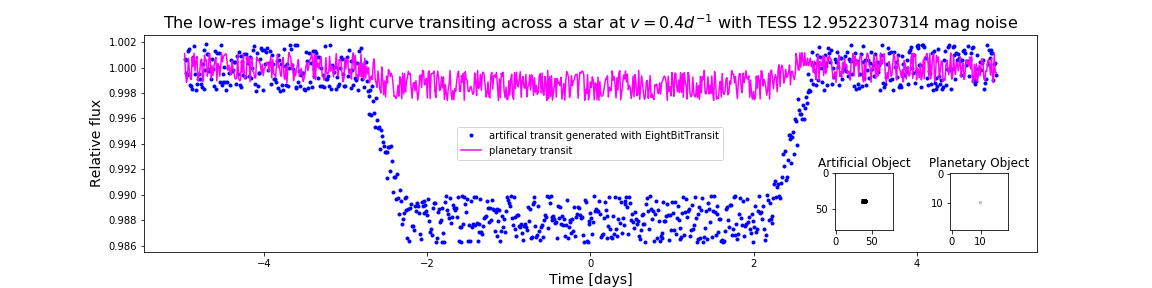 The low-res image's light curve transiting across a star at v = 0.4d⁻¹ with TESS 12.9522307314 mag noise
Relative flux
1.002
1.000
0.998
0.996
0.994
0.992
0.990
0.988
0.986
artifical transit generated with EightBitTransit
planetary transit
Artificial Object
0
50
0 50
Planetary Object
0
10
0 10
−4 −2 0 2 4
Time [days]